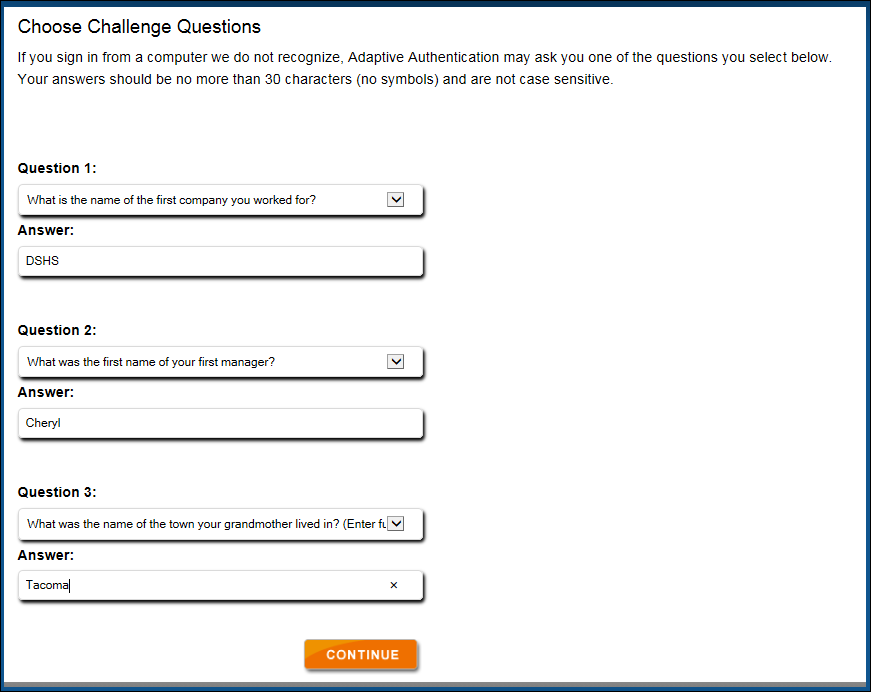 Choose Challenge Questions
If you sign in from a computer we do not recognize, Adaptive Authentication may ask you one of the questions you select below.
Your answers should be no more than 30 characters (no symbols) and are not case sensitive.
Question 1:
What is the name of the first company you worked for?
Answer:
DSHS
Question 2:
What was the first name of your first manager?
Answer:
Cheryl
Question 3:
What was the name of the town your grandmother lived in? (Enter fu
Answer:
Tacoma
CONTINUE